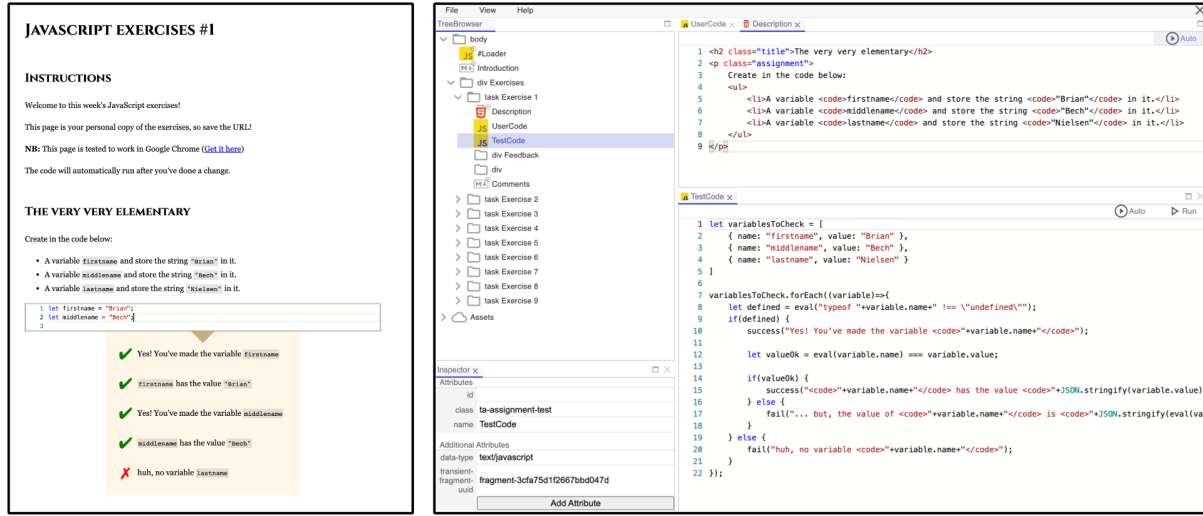 JAVASCRIPT EXERCISES #1
INSTRUCTIONS
Welcome to this week's JavaScript exercises!
This page is your personal copy of the exercises, so save the URL!
NB: This page is tested to work in Google Chrome (Get it here)
The code will automatically run after you've done a change.
THE VERY VERY ELEMENTARY
Create in the code below:
• A variable firstname and store the string "Brian" in it.
• A variable middlename and store the string "Bech" in it.
• A variable lastname and store the string "Nielsen" in it.
1 let firstname = "Brian";
2 let middlename = "Bech";
3
✔ Yes! You've made the variable firstname
✔ firstname has the value "Brian"
✔ Yes! You've made the variable middlename
✔ middlename has the value "Bech"
✗ huh, no variable lastname
File View Help
TreeBrowser
body
JS #Loader
M↓ Introduction
div Exercises
task Exercise 1
Description
JS UserCode
JS TestCode
div Feedback
div
M↓ Comments
task Exercise 2
task Exercise 3
task Exercise 4
task Exercise 5
task Exercise 6
task Exercise 7
task Exercise 8
task Exercise 9
Assets
Inspector x
Attributes
id
class ta-assignment-test
name TestCode
Additional Attributes
data-type text/javascript
transient-fragment-uuid fragment-3cfa75d1f2667bbd047d
Add Attribute
UserCode x Description x
Auto
1 <h2 class="title">The very very elementary</h2>
2 <p class="assignment">
3     Create in the code below:
4     <ul>
5         <li>A variable <code>firstname</code> and store the string <code>"Brian"</code> in it.</li>
6         <li>A variable <code>middlename</code> and store the string <code>"Bech"</code> in it.</li>
7         <li>A variable <code>lastname</code> and store the string <code>"Nielsen"</code> in it.</li>
8     </ul>
9 </p>
TestCode x
Auto Run
1 let variablesToCheck = [
2     { name: "firstname", value: "Brian" },
3     { name: "middlename", value: "Bech" },
4     { name: "lastname", value: "Nielsen" }
5 ]
6
7 variablesToCheck.forEach((variable)=>{
8     let defined = eval("typeof "+variable.name+" !== \"undefined\"");
9     if(defined) {
10         success("Yes! You've made the variable <code>"+variable.name+"</code>");
11
12         let valueOk = eval(variable.name) === variable.value;
13
14         if(valueOk) {
15             success("<code>"+variable.name+"</code> has the value <code>"+JSON.stringify(variable.value)
16         } else {
17             fail("... but, the value of <code>"+variable.name+"</code> is <code>"+JSON.stringify(eval(va
18         }
19     } else {
20         fail("huh, no variable <code>"+variable.name+"</code>");
21     }
22 });